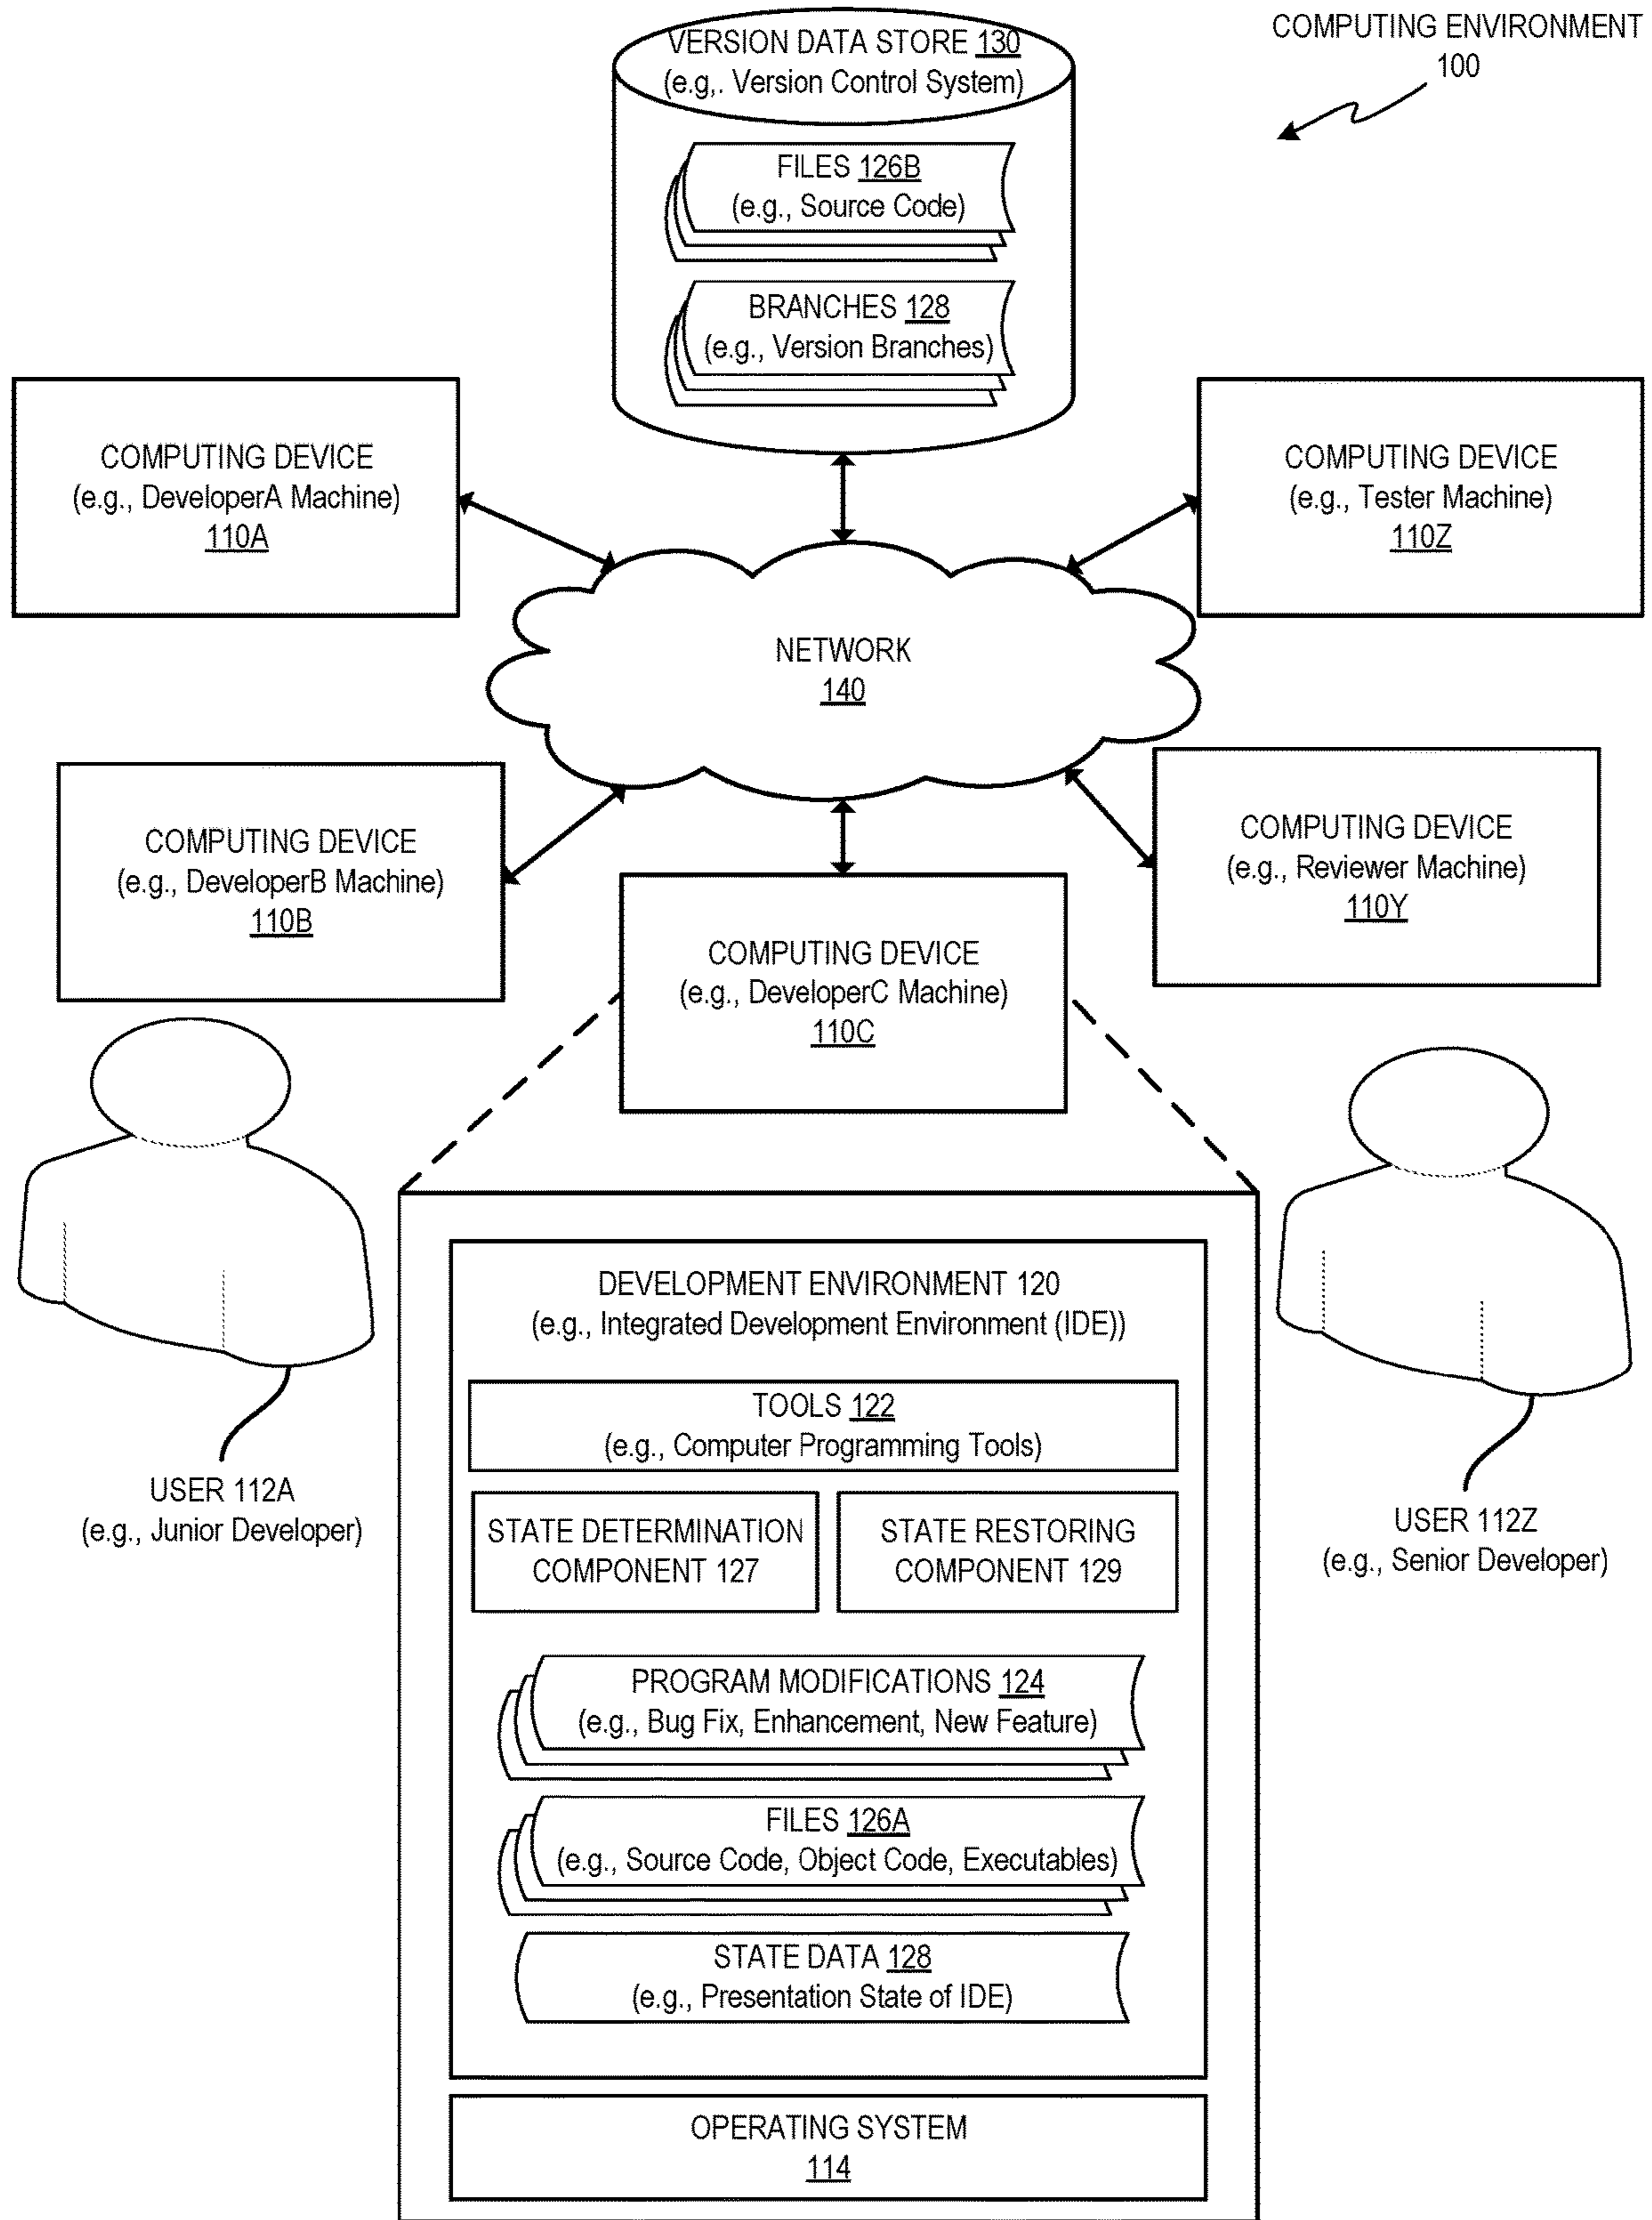 VERSION DATA STORE 130
(e.g,. Version Control System)
COMPUTING ENVIRONMENT
100
FILES 126B
(e.g., Source Code)
BRANCHES 128
(e.g., Version Branches)
COMPUTING DEVICE
(e.g., DeveloperA Machine)
110A
COMPUTING DEVICE
(e.g., Tester Machine)
110Z
NETWORK
140
COMPUTING DEVICE
(e.g., DeveloperB Machine)
110B
COMPUTING DEVICE
(e.g., Reviewer Machine)
110Y
COMPUTING DEVICE
(e.g., DeveloperC Machine)
110C
DEVELOPMENT ENVIRONMENT 120
(e.g., Integrated Development Environment (IDE))
TOOLS 122
(e.g., Computer Programming Tools)
USER 112A
(e.g., Junior Developer)
STATE DETERMINATION
COMPONENT 127
STATE RESTORING
COMPONENT 129
USER 112Z
(e.g., Senior Developer)
PROGRAM MODIFICATIONS 124
(e.g., Bug Fix, Enhancement, New Feature)
FILES 126A
(e.g., Source Code, Object Code, Executables)
STATE DATA 128
(e.g., Presentation State of IDE)
OPERATING SYSTEM
114